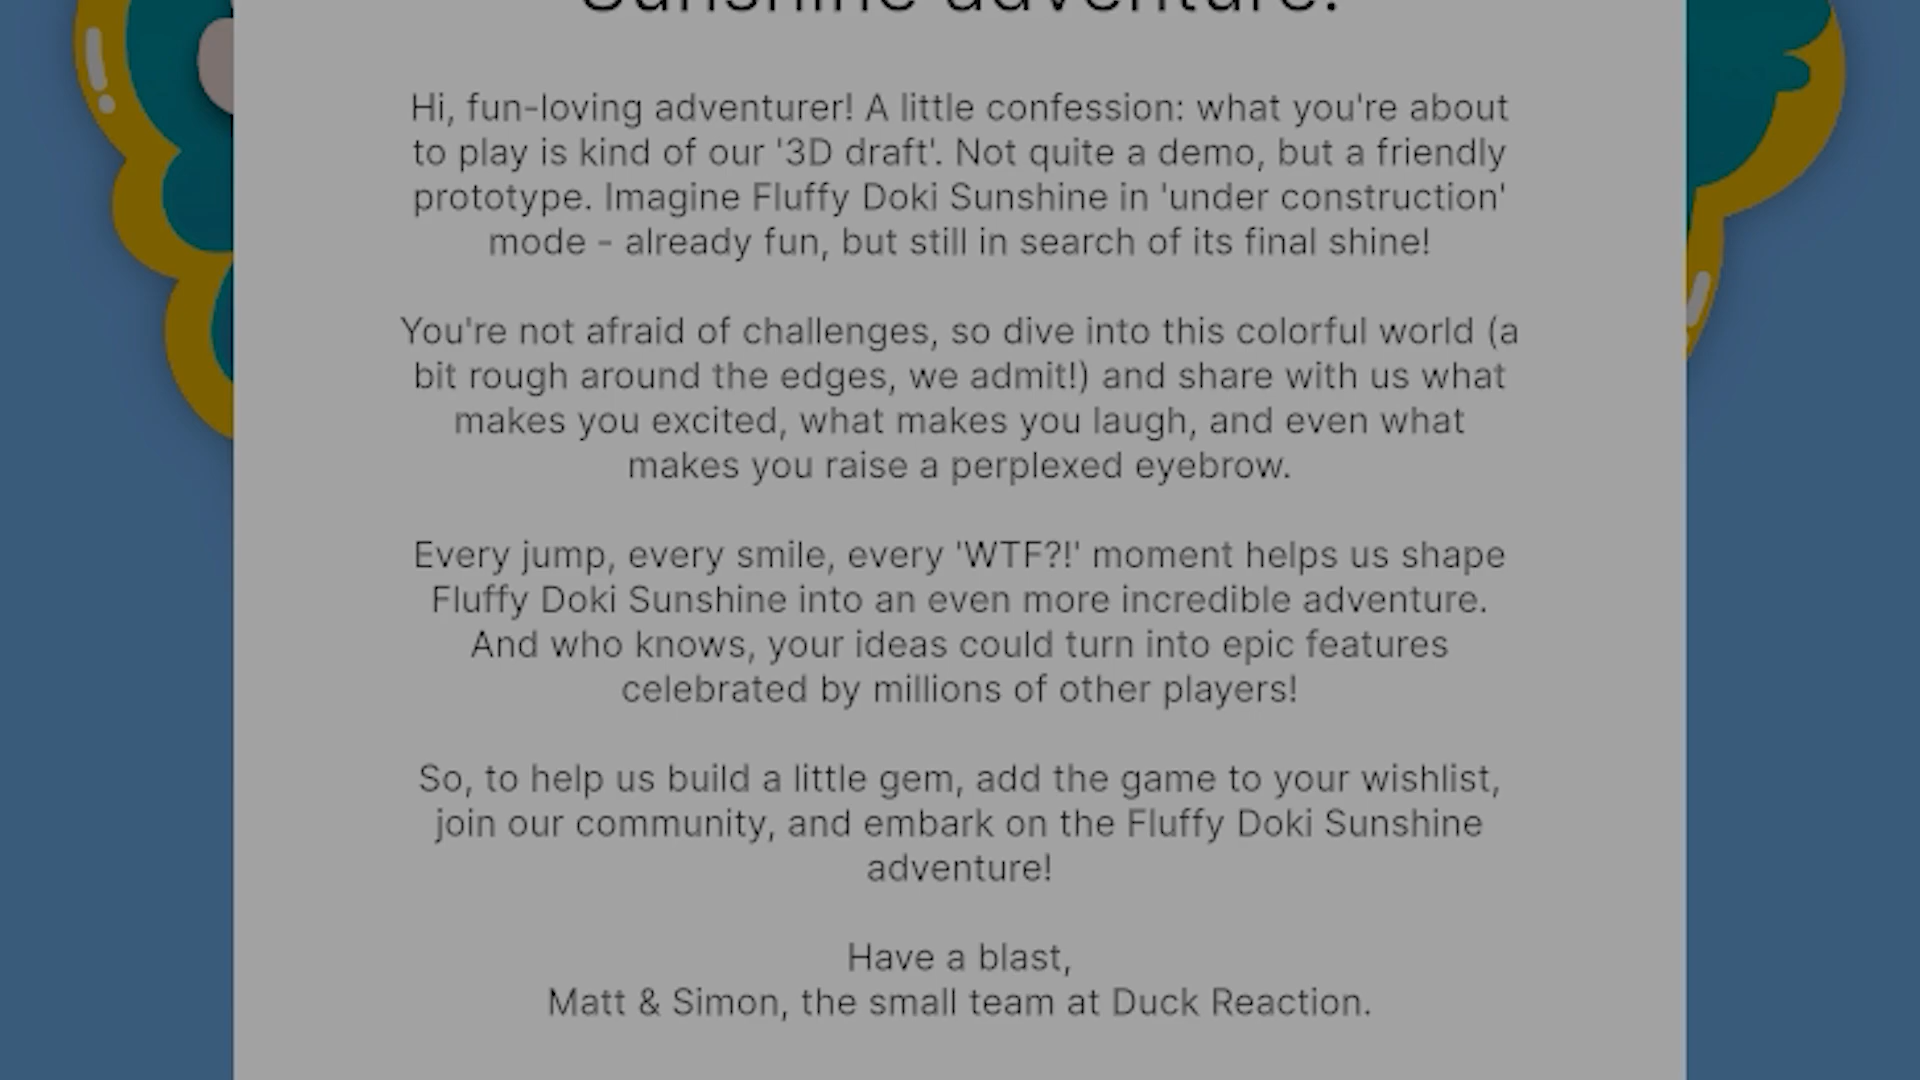 Sunshine adventure!
Hi, fun-loving adventurer! A little confession: what you're about
to play is kind of our '3D draft'. Not quite a demo, but a friendly
prototype. Imagine Fluffy Doki Sunshine in 'under construction'
mode - already fun, but still in search of its final shine!
You're not afraid of challenges, so dive into this colorful world (a
bit rough around the edges, we admit!) and share with us what
makes you excited, what makes you laugh, and even what
makes you raise a perplexed eyebrow.
Every jump, every smile, every 'WTF?!' moment helps us shape
Fluffy Doki Sunshine into an even more incredible adventure.
And who knows, your ideas could turn into epic features
celebrated by millions of other players!
So, to help us build a little gem, add the game to your wishlist,
join our community, and embark on the Fluffy Doki Sunshine
adventure!
Have a blast,
Matt & Simon, the small team at Duck Reaction.